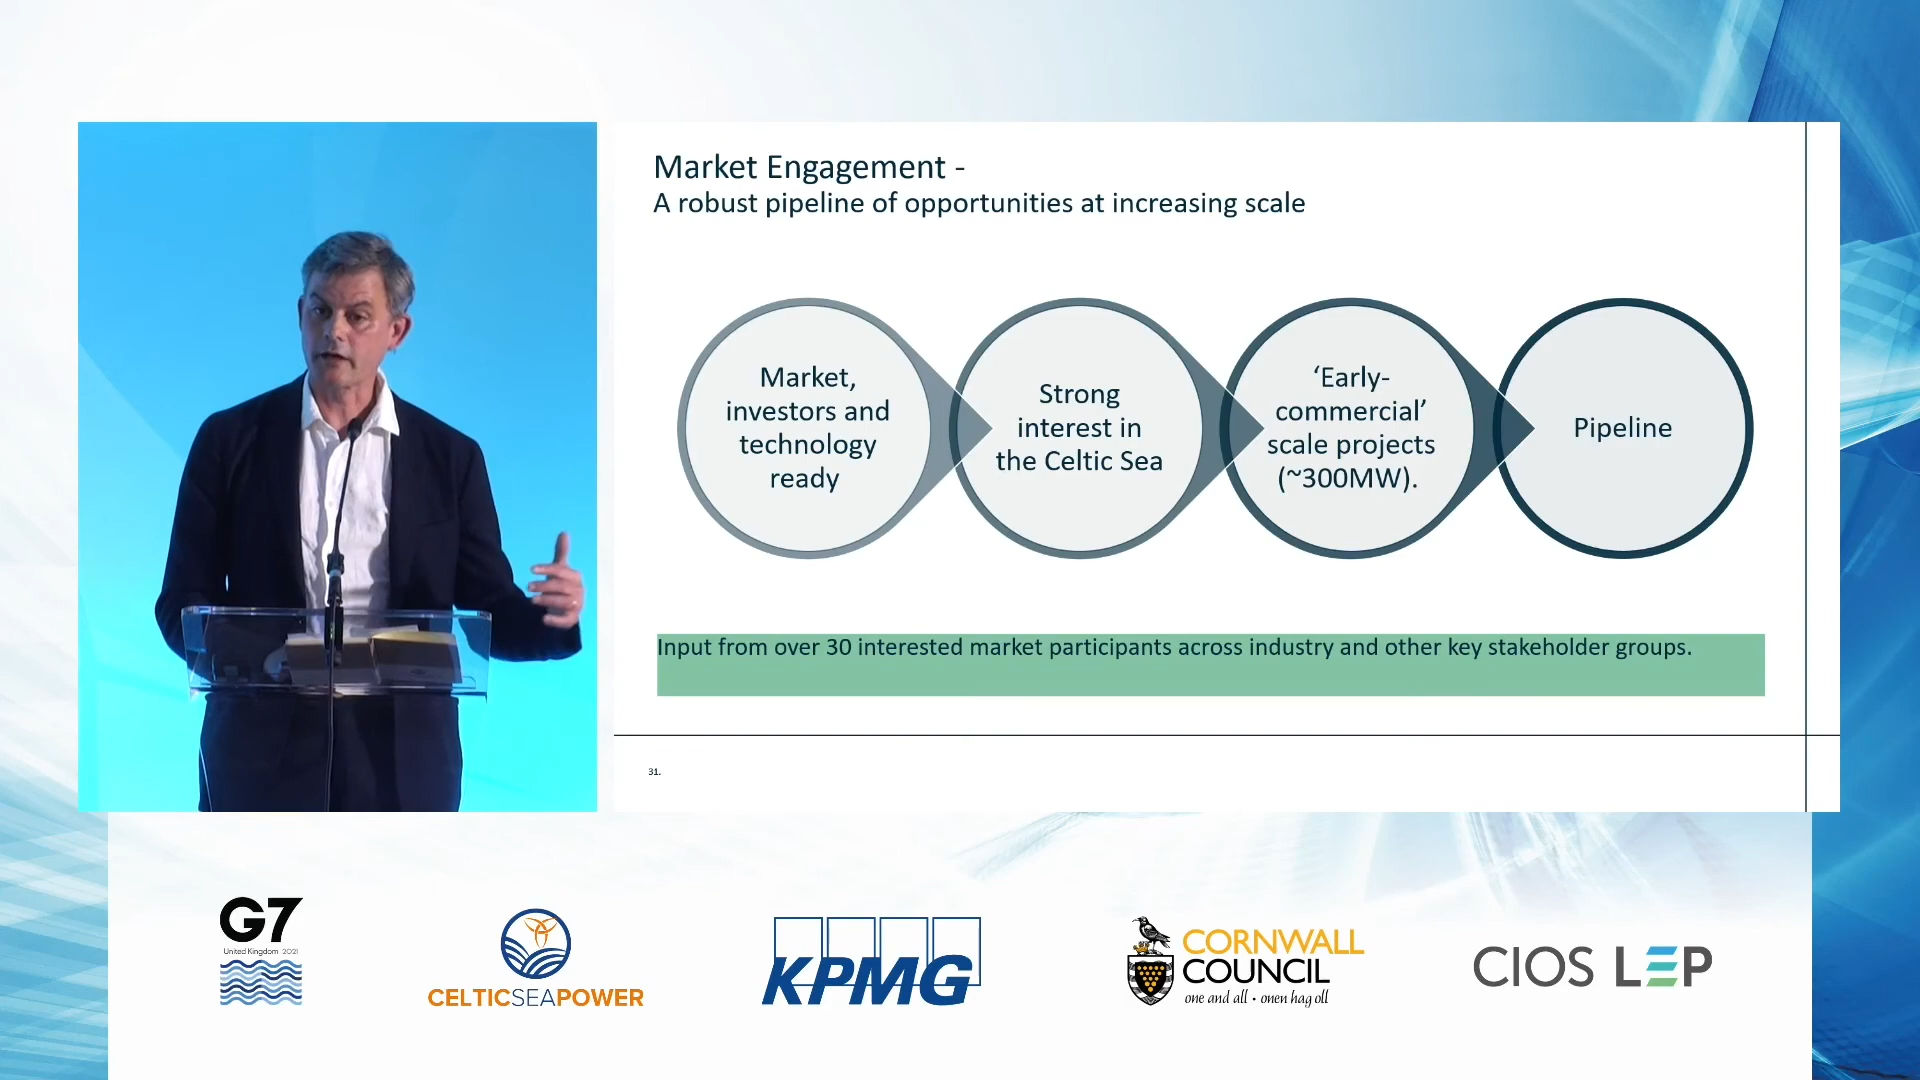 Market Engagement -
A robust pipeline of opportunities at increasing scale
Market,
investors and
technology
ready
Strong
interest in
the Celtic Sea
‘Early-
commercial’
scale projects
(~300MW).
Pipeline
Input from over 30 interested market participants across industry and other key stakeholder groups.
31.
G7
United Kingdom 2021
CELTICSEAPOWER
KPMG
CORNWALL
COUNCIL
one and all • onen hag oll
CIOS LEP